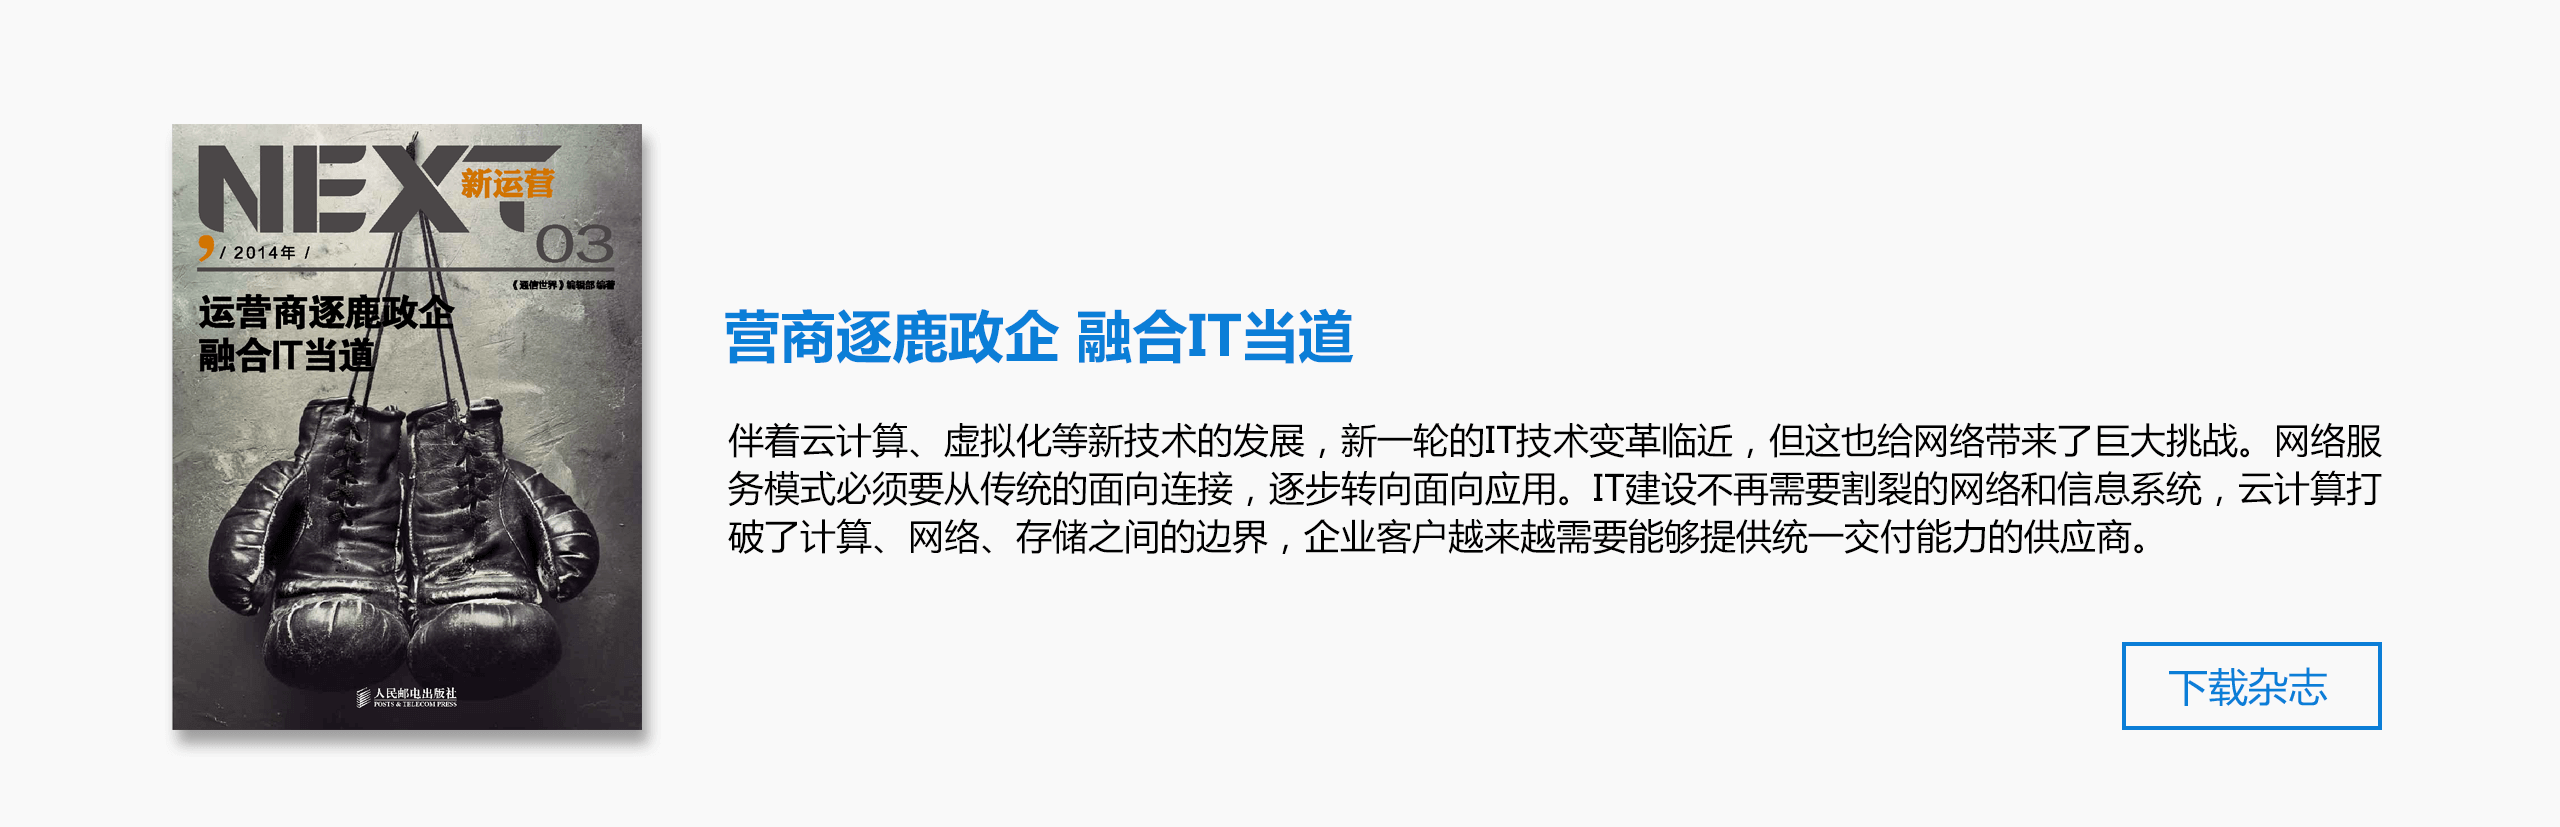 NEXT
新运营
03
, / 2014年 /
《通信世界》编辑部 编著
运营商逐鹿政企
融合IT当道
人民邮电出版社
POSTS & TELECOM PRESS
营商逐鹿政企 融合IT当道
伴着云计算、虚拟化等新技术的发展，新一轮的IT技术变革临近，但这也给网络带来了巨大挑战。网络服
务模式必须要从传统的面向连接，逐步转向面向应用。IT建设不再需要割裂的网络和信息系统，云计算打
破了计算、网络、存储之间的边界，企业客户越来越需要能够提供统一交付能力的供应商。
下载杂志